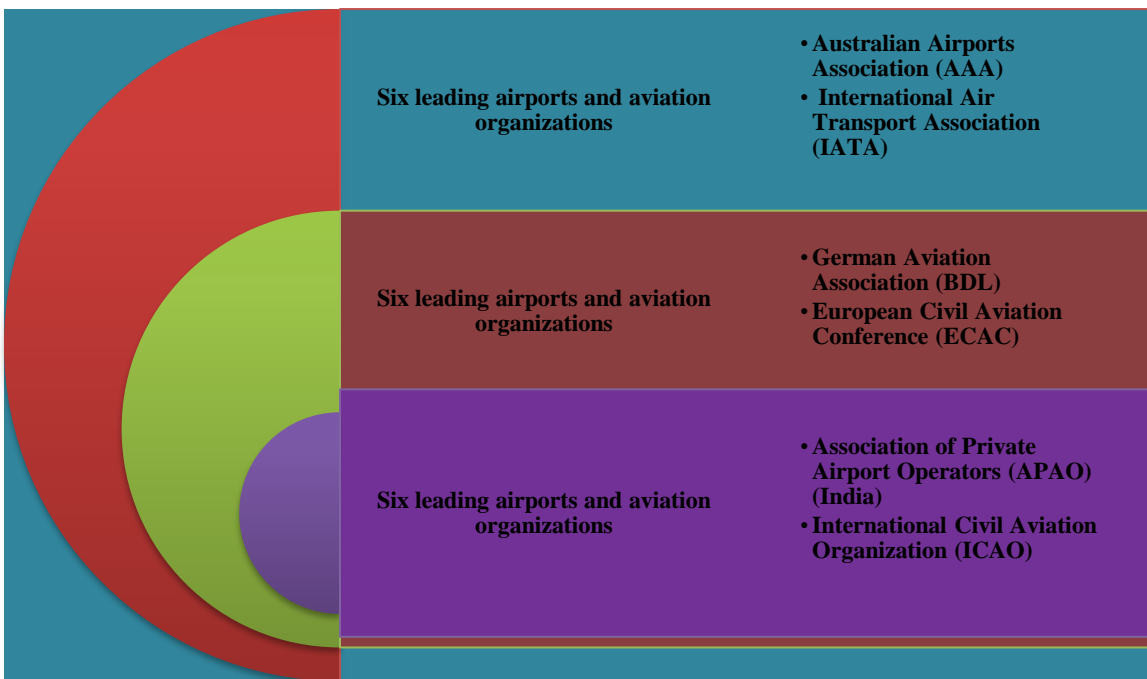 Six leading airports and aviation
organizations
• Australian Airports
Association (AAA)
• International Air
Transport Association
(IATA)
Six leading airports and aviation
organizations
• German Aviation
Association (BDL)
• European Civil Aviation
Conference (ECAC)
Six leading airports and aviation
organizations
• Association of Private
Airport Operators (APAO)
(India)
• International Civil Aviation
Organization (ICAO)